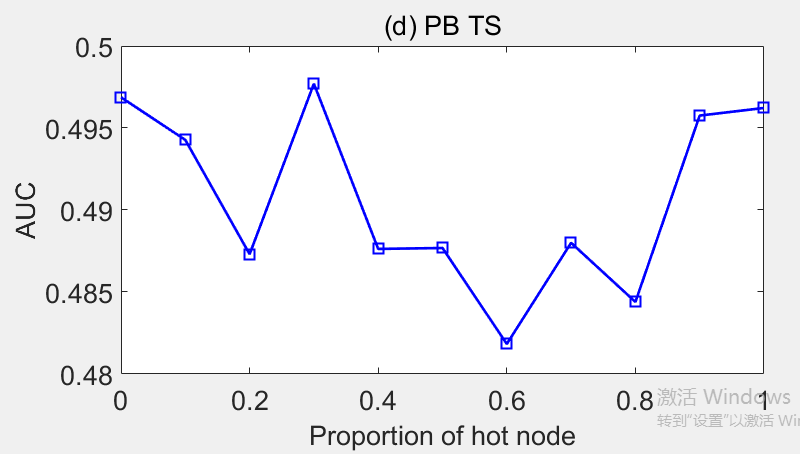 (d) PB TS
0.5
0.495
0.49
0.485
0.48
AUC
0 0.2 0.4 0.6 0.8 1
Proportion of hot node
激活 Windows
转到“设置”以激活 Win